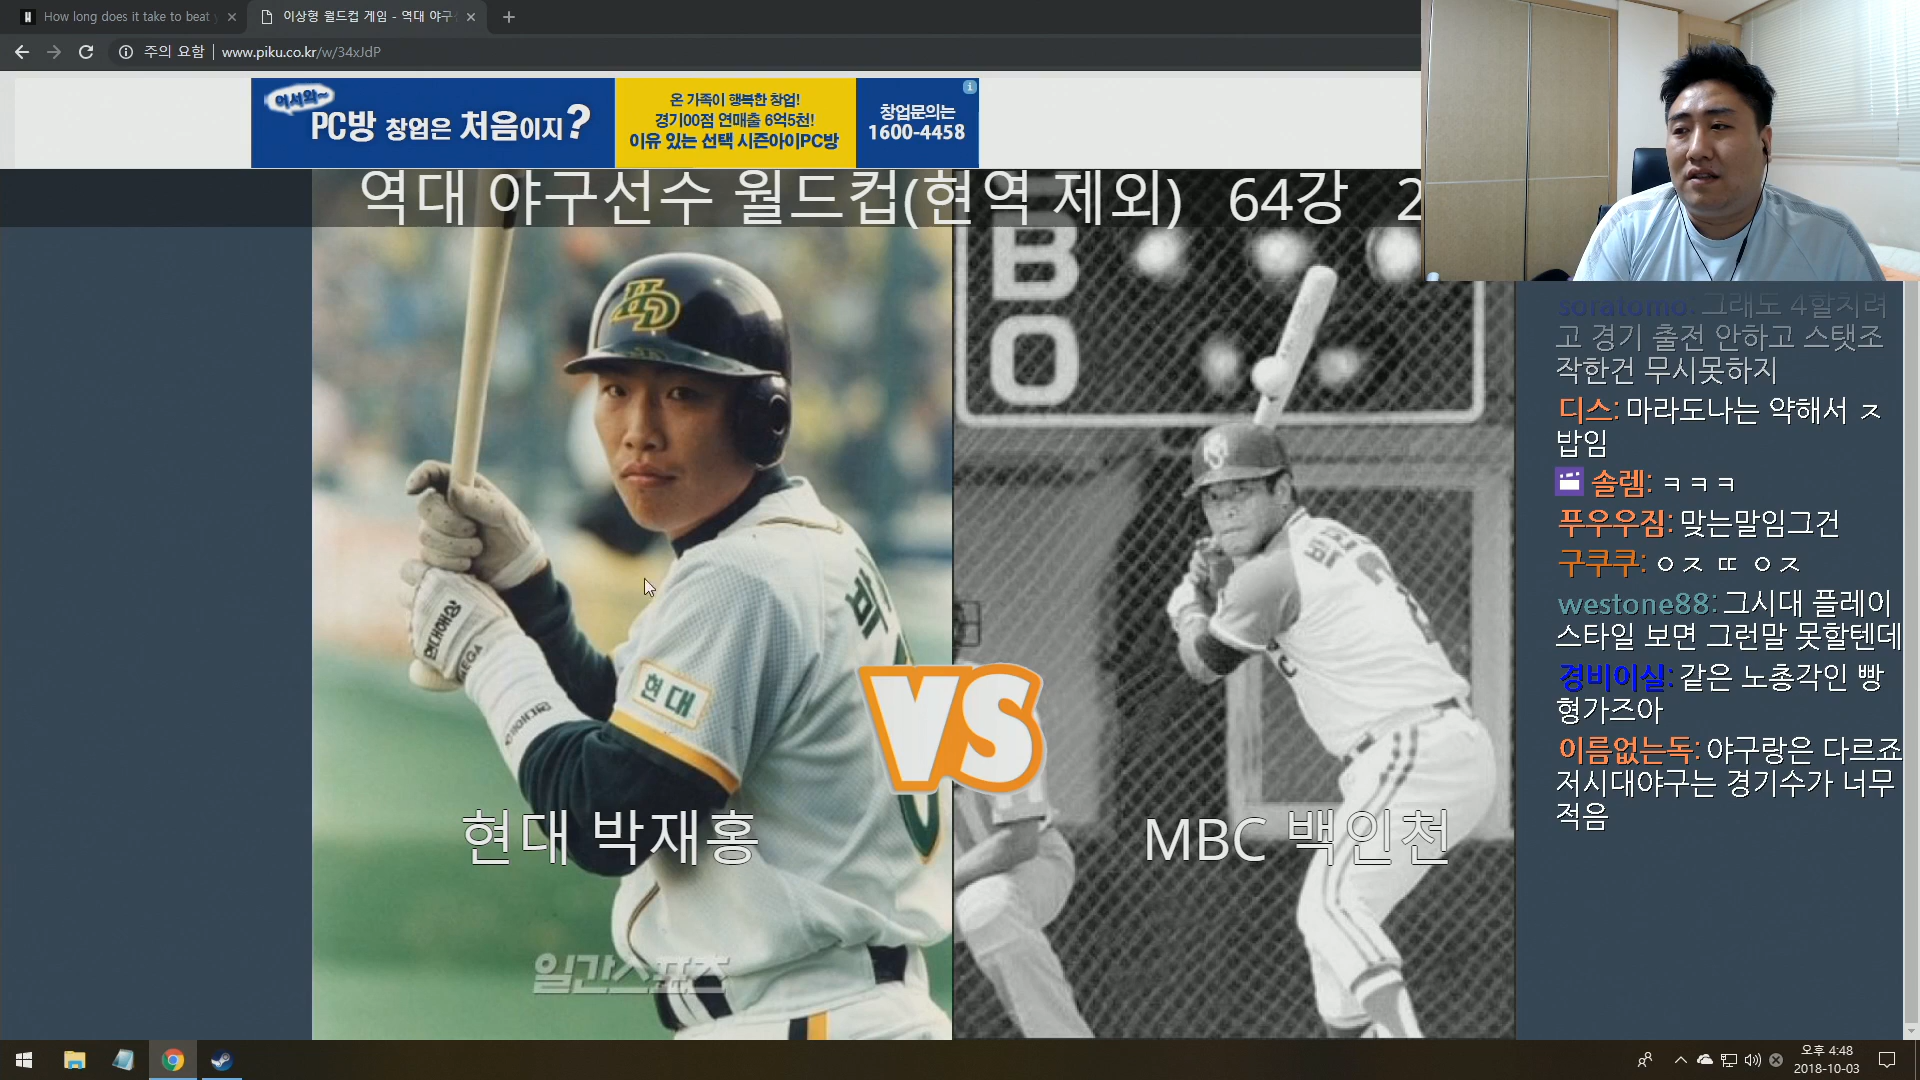 How long does it take to beat
이상형 월드컵 게임 - 역대 야구
주의 요함
www.piku.co.kr/w/34xJdP
어서와~
PC방 창업은 처음이지?
온 가족이 행복한 창업!
경기00점 연매출 6억5천!
이유 있는 선택 시즌아이PC방
창업문의는
1600-4458
역대 야구선수 월드컵(현역 제외) 64강 2
HD
B
O
현대해상
현대
박
VS
현대 박재홍
MBC 백인천
일간스포츠
soratomo: 그래도 4할치려
고 경기 출전 안하고 스탯조
작한건 무시못하지
디스: 마라도나는 약해서 ㅈ
밥임
솔렘: ㅋㅋㅋ
푸우우짐: 맞는말임그건
구쿠쿠: ㅇㅈ ㄸ ㅇㅈ
westone88: 그시대 플레이
스타일 보면 그런말 못할텐데
경비이실: 같은 노총각인 빵
형가즈아
이름없는독: 야구랑은 다르죠
저시대야구는 경기수가 너무
적음
오후 4:48
2018-10-03